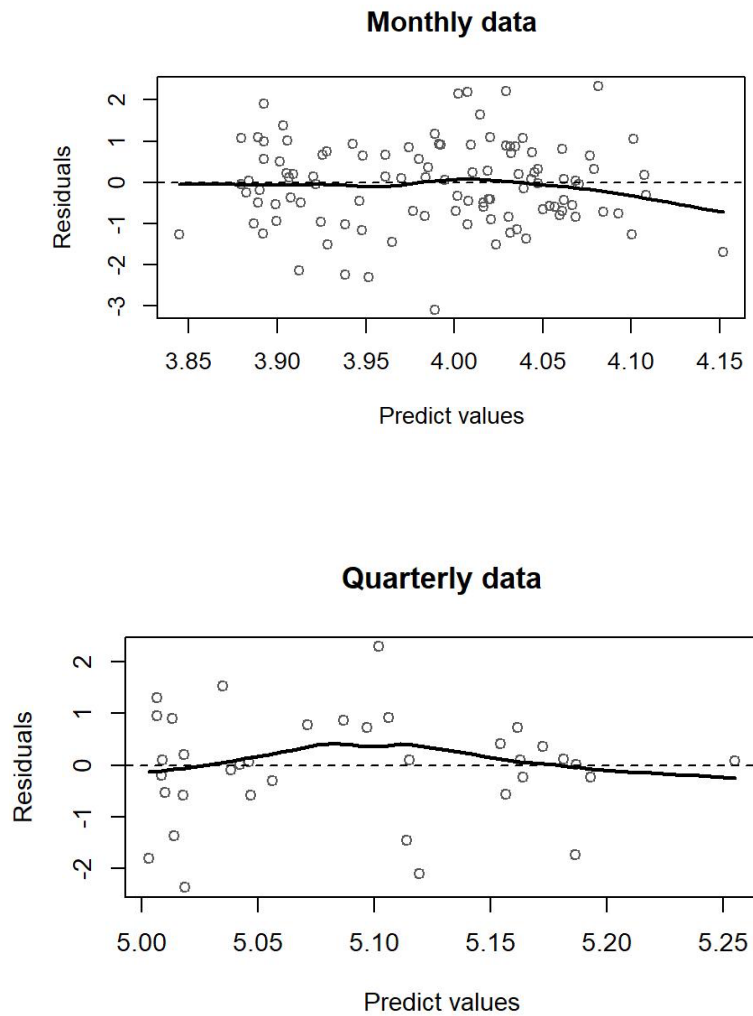 Monthly data
2
1
0
-1
-2
-3
Residuals
3.85 3.90 3.95 4.00 4.05 4.10 4.15
Predict values
Quarterly data
2
1
0
-1
-2
Residuals
5.00 5.05 5.10 5.15 5.20 5.25
Predict values